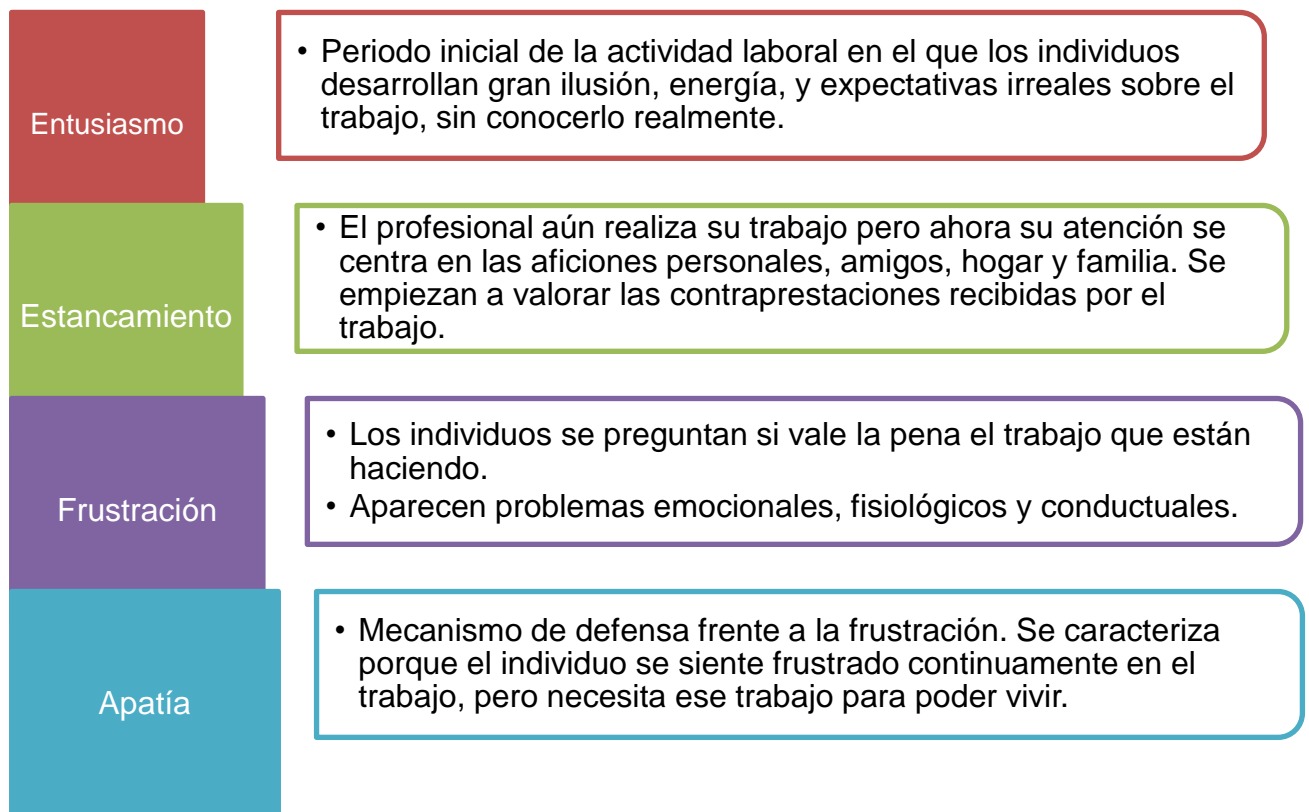 Entusiasmo
• Periodo inicial de la actividad laboral en el que los individuos
desarrollan gran ilusión, energía, y expectativas irreales sobre el
trabajo, sin conocerlo realmente.
Estancamiento
• El profesional aún realiza su trabajo pero ahora su atención se
centra en las aficiones personales, amigos, hogar y familia. Se
empiezan a valorar las contraprestaciones recibidas por el
trabajo.
Frustración
• Los individuos se preguntan si vale la pena el trabajo que están
haciendo.
• Aparecen problemas emocionales, fisiológicos y conductuales.
Apatía
• Mecanismo de defensa frente a la frustración. Se caracteriza
porque el individuo se siente frustrado continuamente en el
trabajo, pero necesita ese trabajo para poder vivir.